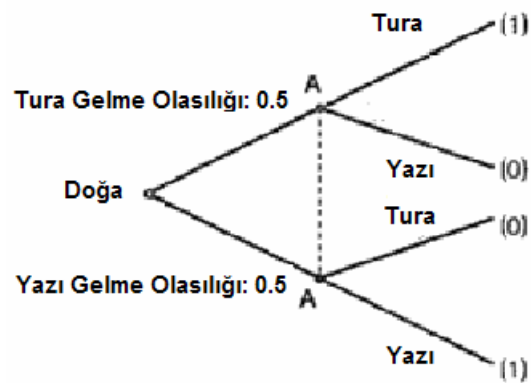 Tura
(1)
A
Tura Gelme Olasılığı: 0.5
Yazı
(0)
Doğa
Tura
(0)
Yazı Gelme Olasılığı: 0.5
A
Yazı
(1)